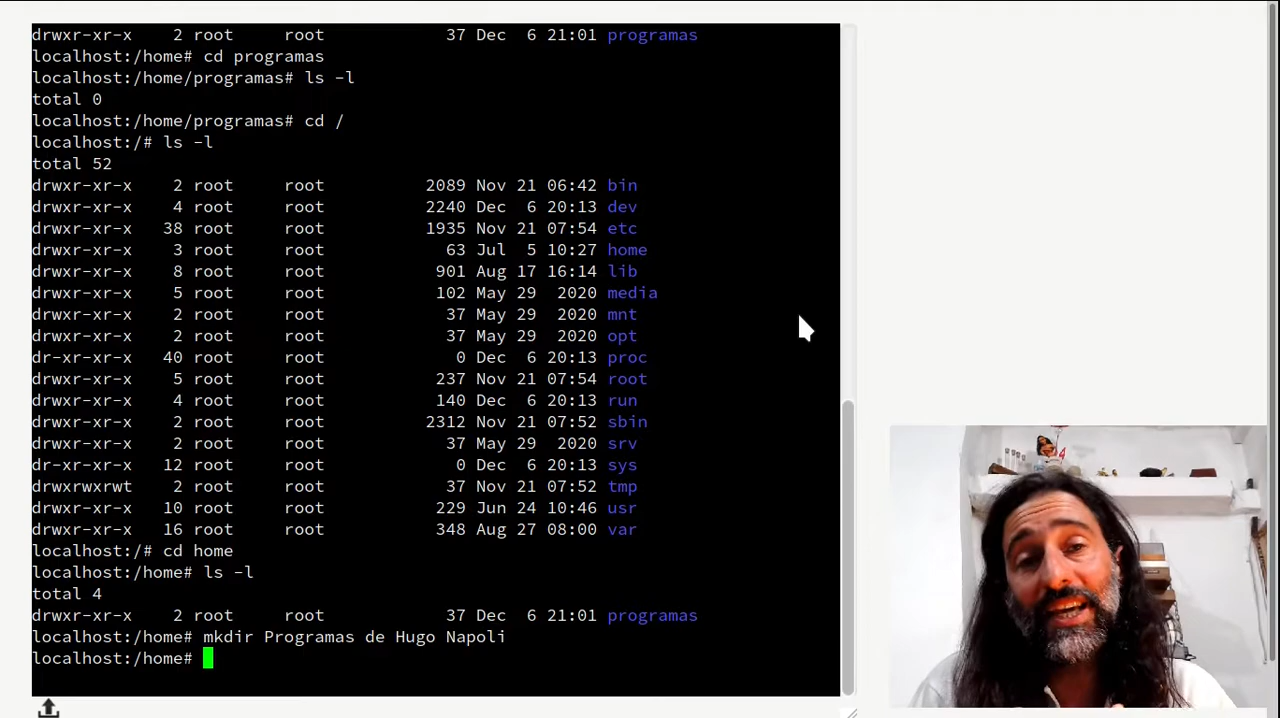 drwxr-xr-x 2 root root 37 Dec 6 21:01 programas
localhost:/home# cd programas
localhost:/home/programas# ls -l
total 0
localhost:/home/programas# cd /
localhost:/# ls -l
total 52
drwxr-xr-x 2 root root 2089 Nov 21 06:42 bin
drwxr-xr-x 4 root root 2240 Dec 6 20:13 dev
drwxr-xr-x 38 root root 1935 Nov 21 07:54 etc
drwxr-xr-x 3 root root 63 Jul 5 10:27 home
drwxr-xr-x 8 root root 901 Aug 17 16:14 lib
drwxr-xr-x 5 root root 102 May 29 2020 media
drwxr-xr-x 2 root root 37 May 29 2020 mnt
drwxr-xr-x 2 root root 37 May 29 2020 opt
dr-xr-xr-x 40 root root 0 Dec 6 20:13 proc
drwxr-xr-x 5 root root 237 Nov 21 07:54 root
drwxr-xr-x 4 root root 140 Dec 6 20:13 run
drwxr-xr-x 2 root root 2312 Nov 21 07:52 sbin
drwxr-xr-x 2 root root 37 May 29 2020 srv
dr-xr-xr-x 12 root root 0 Dec 6 20:13 sys
drwxrwxrwt 2 root root 37 Nov 21 07:52 tmp
drwxr-xr-x 10 root root 229 Jun 24 10:46 usr
drwxr-xr-x 16 root root 348 Aug 27 08:00 var
localhost:/# cd home
localhost:/home# ls -l
total 4
drwxr-xr-x 2 root root 37 Dec 6 21:01 programas
localhost:/home# mkdir Programas de Hugo Napoli
localhost:/home#